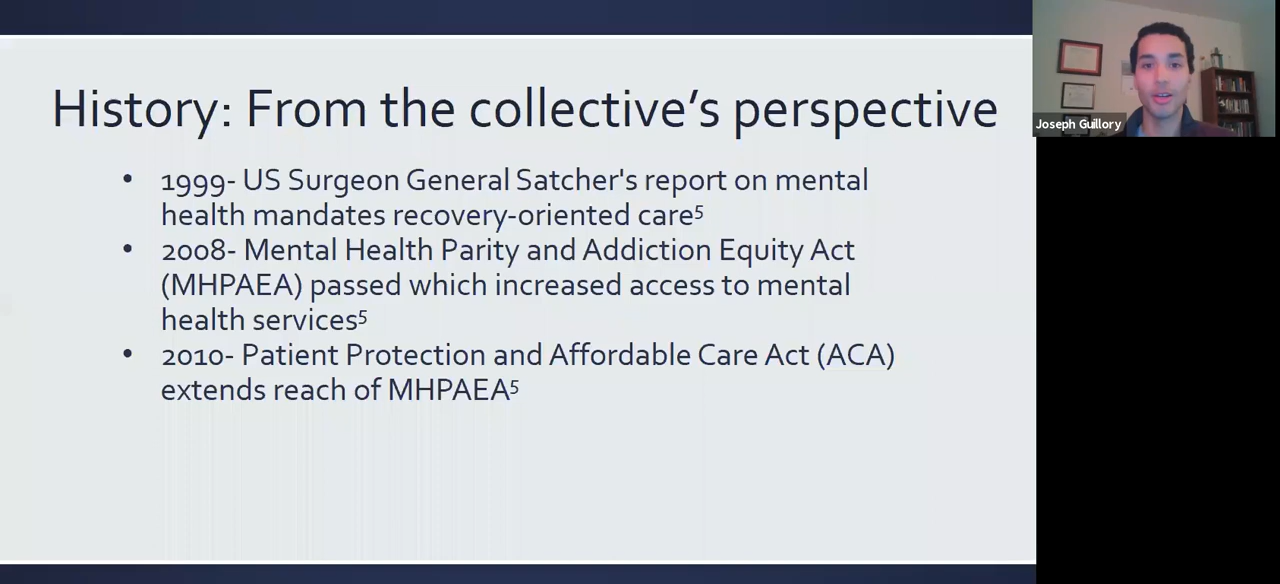 History: From the collective’s perspective
• 1999- US Surgeon General Satcher's report on mental
health mandates recovery-oriented care⁵
• 2008- Mental Health Parity and Addiction Equity Act
(MHPAEA) passed which increased access to mental
health services⁵
• 2010- Patient Protection and Affordable Care Act (ACA)
extends reach of MHPAEA⁵
Joseph Guillory